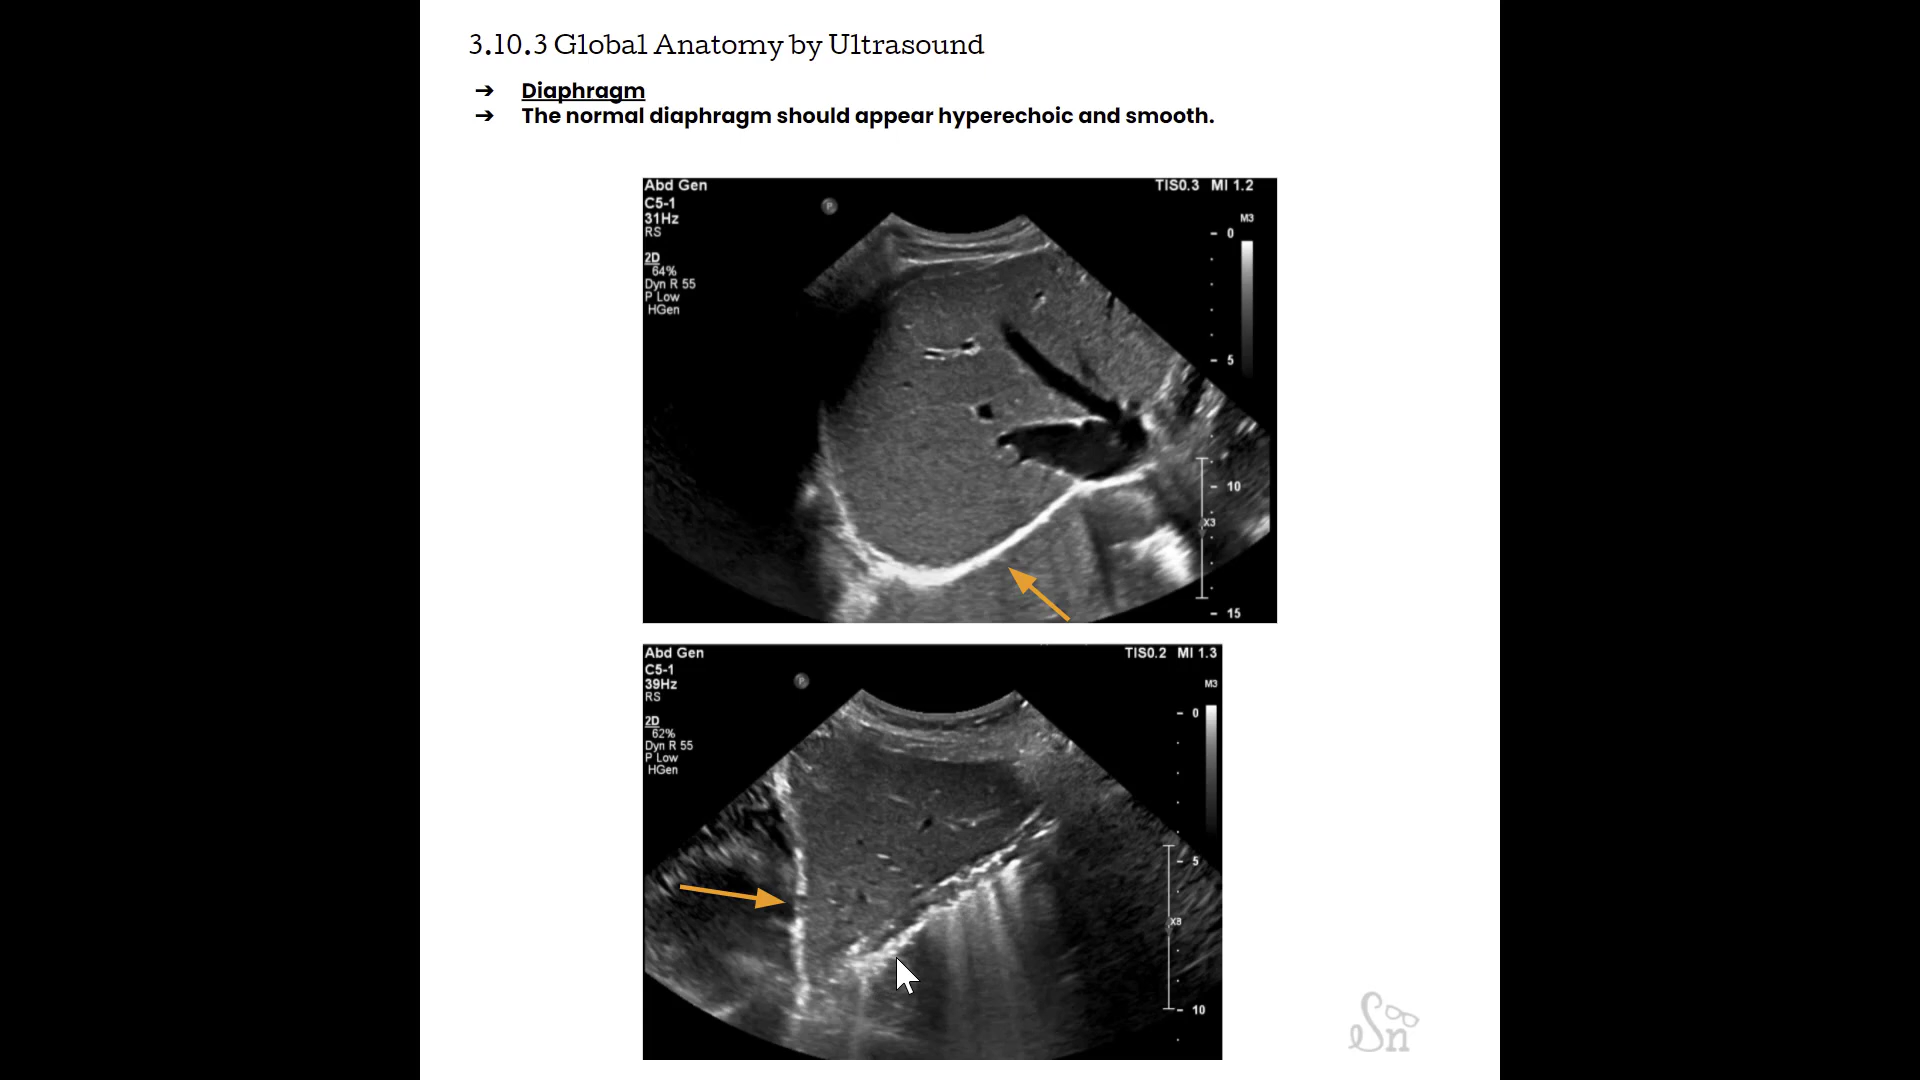 3.10.3 Global Anatomy by Ultrasound
➔ Diaphragm
➔ The normal diaphragm should appear hyperechoic and smooth.
Abd Gen
TIS0.3 MI 1.2
C5-1
31Hz
RS
P
M3
0
2D
64%
Dyn R 55
P Low
HGen
5
10
X3
15
Abd Gen
TIS0.2 MI 1.3
C5-1
39Hz
RS
P
M3
0
2D
62%
Dyn R 55
P Low
HGen
5
X3
10
eSn